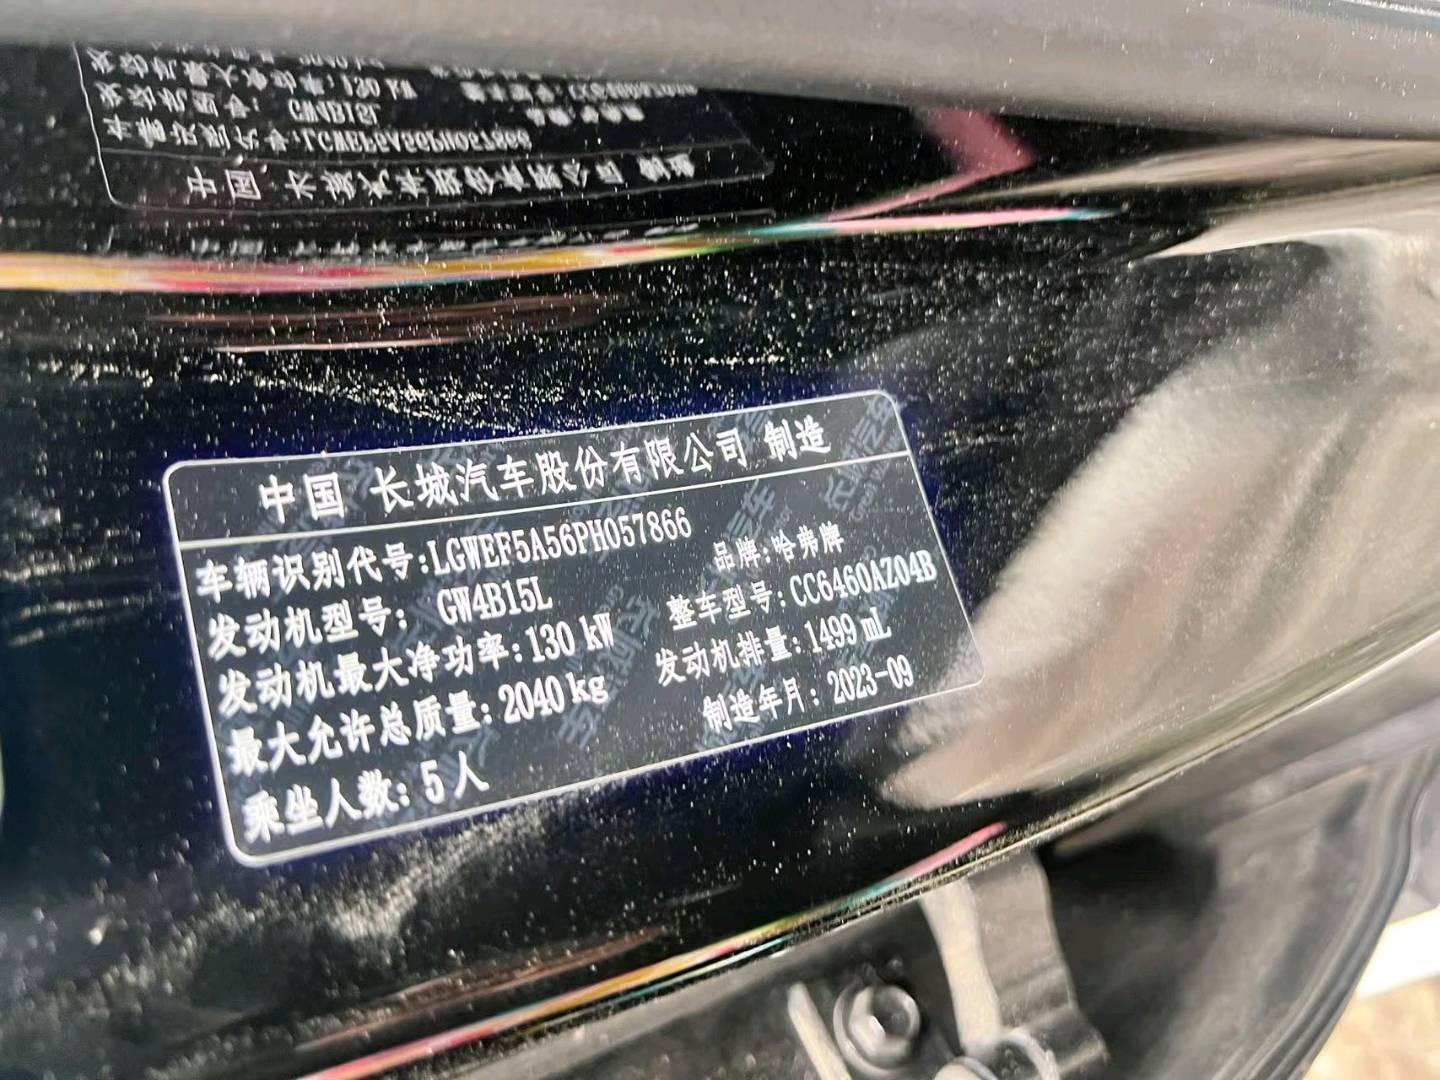 中国 长城汽车股份有限公司 制造
车辆识别代号:LGWEF5A56PH057866
品牌:哈弗牌
发动机型号: GW4B15L
整车型号:CC6460AZ04B
发动机最大净功率:130 kW
发动机排量:1499 mL
最大允许总质量:2040 kg
制造年月: 2023-09
乘坐人数:5人